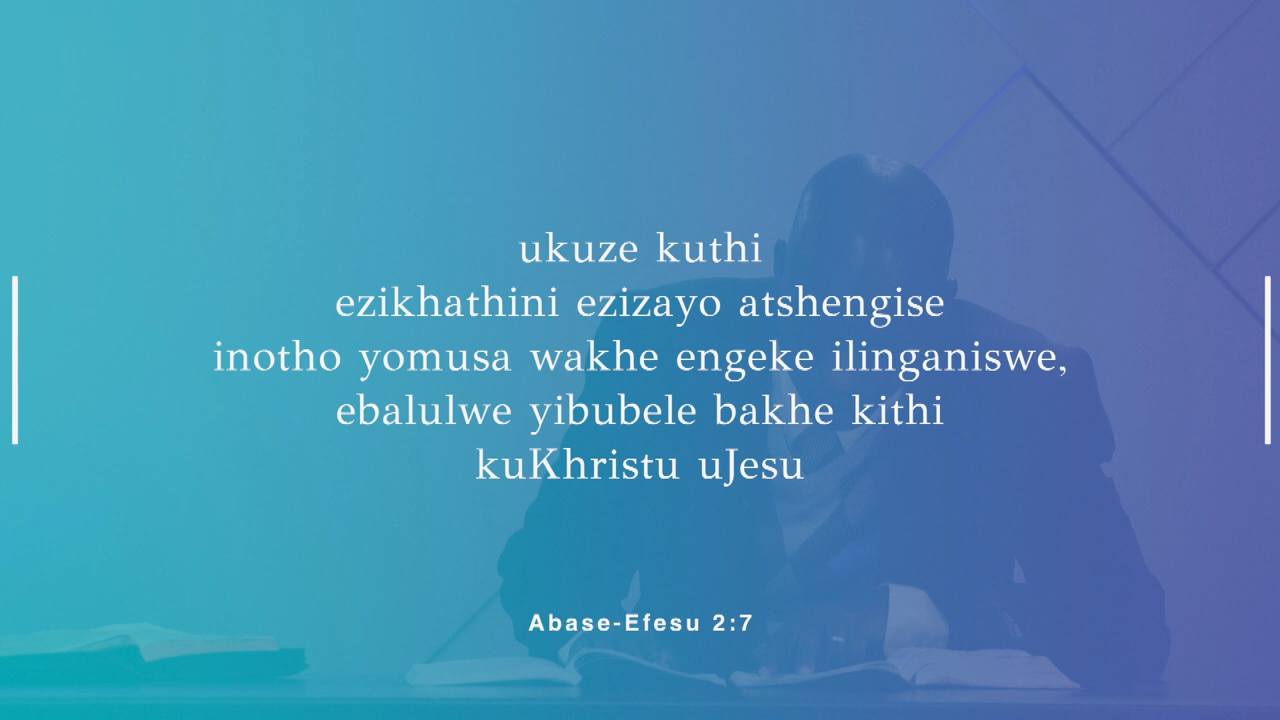 ukuze kuthi
ezikhathini ezizayo atshengise
inotho yomusa wakhe engeke ilinganiswe,
ebalulwe yibubele bakhe kithi
kuKhristu uJesu
Abase-Efesu 2:7